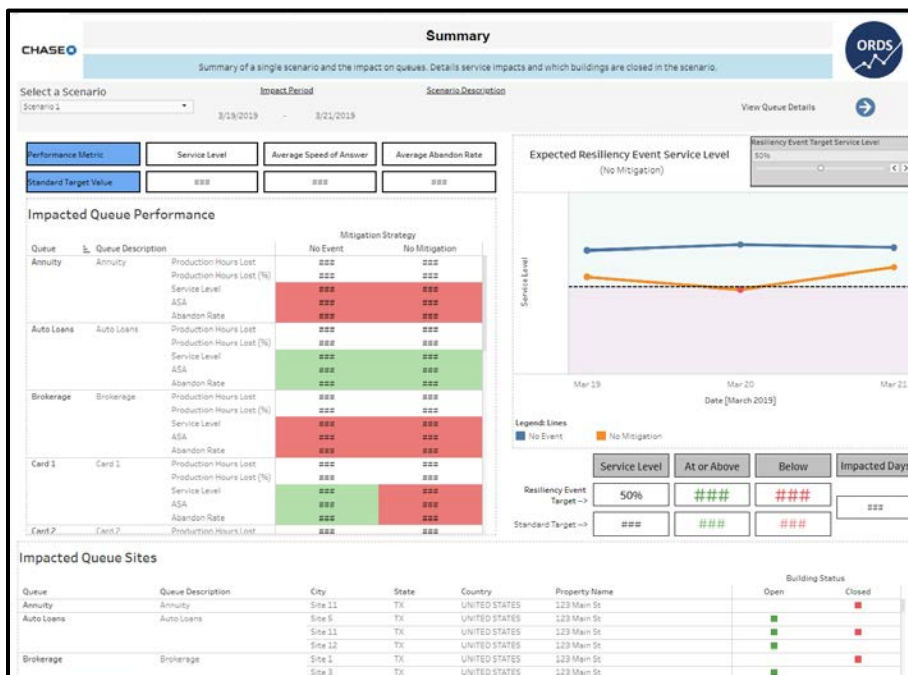 CHASE
Summary
ORDS
Summary of a single scenario and the impact on queues. Details service impacts and which buildings are closed in the scenario.
Select a Scenario
Impact Period
Scenario Description
Scenario 1
3/19/2019 - 3/21/2019
View Queue Details
Performance Metric Service Level Average Speed of Answer Average Abandon Rate
Standard Target Value ### ### ###
Expected Resiliency Event Service Level
(No Mitigation)
Resiliency Event Target Service Level
50%
Impacted Queue Performance
Mitigation Strategy
Queue Queue Description No Event No Mitigation
Annuity Annuity Production Hours Lost ### ###
Production Hours Lost (%) ### ###
Service Level ### ###
ASA ### ###
Abandon Rate ### ###
Auto Loans Auto Loans Production Hours Lost ### ###
Production Hours Lost (%) ### ###
Service Level ### ###
ASA ### ###
Abandon Rate ### ###
Brokerage Brokerage Production Hours Lost ### ###
Production Hours Lost (%) ### ###
Service Level ### ###
ASA ### ###
Abandon Rate ### ###
Card 1 Card 1 Production Hours Lost ### ###
Production Hours Lost (%) ### ###
Service Level ### ###
ASA ### ###
Abandon Rate ### ###
Card 2 Card 2 Production Hours Lost ### ###
Service Level
Mar 19 Mar 20 Mar 21
Date [March 2019]
Legend: Lines
No Event No Mitigation
Service Level At or Above Below Impacted Days
Resiliency Event
Target --> 50% ### ### ###
Standard Target --> ### ### ###
Impacted Queue Sites
Building Status
Queue Queue Description City State Country Property Name Open Closed
Annuity Annuity Site 11 TX UNITED STATES 123 Main St
Auto Loans Auto Loans Site 5 TX UNITED STATES 123 Main St
Site 11 TX UNITED STATES 123 Main St
Site 12 TX UNITED STATES 123 Main St
Brokerage Brokerage Site 1 TX UNITED STATES 123 Main St
Site 3 TX UNITED STATES 123 Main St